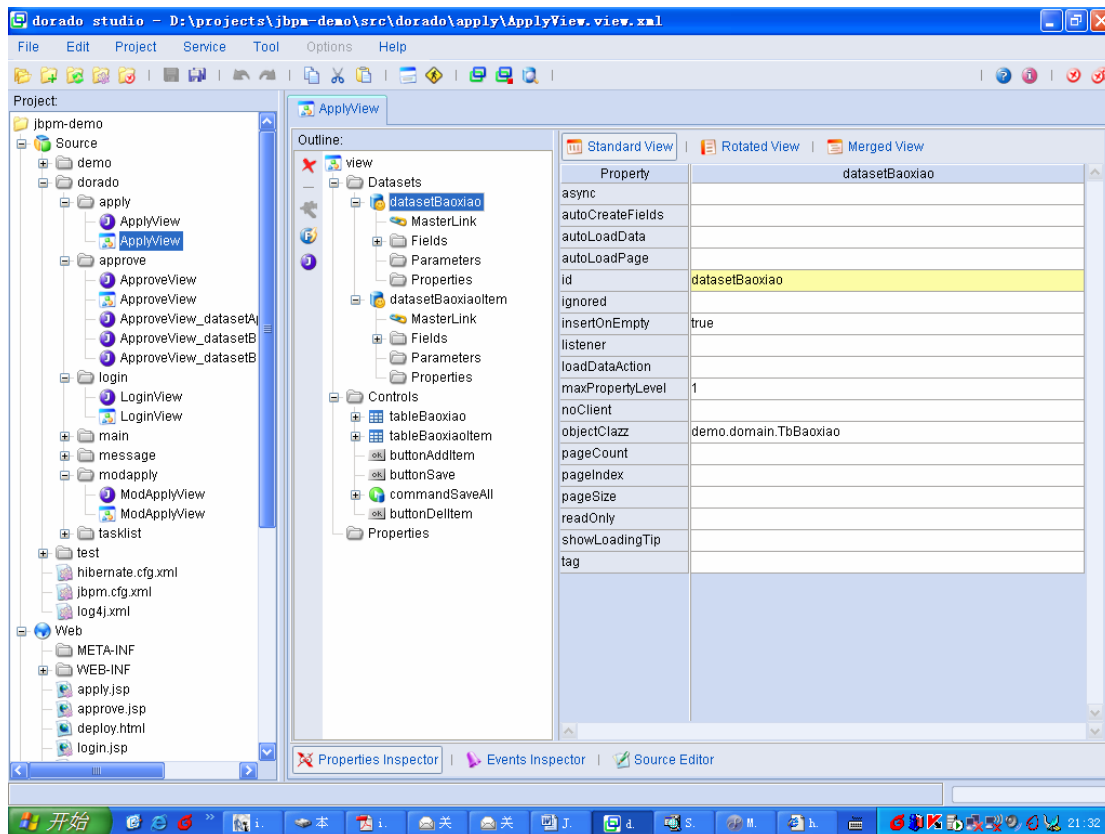 dorado studio - D:\projects\jbpm-demo\src\dorado\apply\ApplyView.view.xml
File Edit Project Service Tool Options Help
Project:
jbpm-demo
Source
demo
dorado
apply
ApplyView
ApplyView
approve
ApproveView
ApproveView
ApproveView_datasetA
ApproveView_datasetB
ApproveView_datasetB
login
LoginView
LoginView
main
message
modapply
ModApplyView
ModApplyView
tasklist
test
hibernate.cfg.xml
jbpm.cfg.xml
log4j.xml
Web
META-INF
WEB-INF
apply.jsp
approve.jsp
deploy.html
login.jsp
ApplyView
Outline:
view
Datasets
datasetBaoxiao
MasterLink
Fields
Parameters
Properties
datasetBaoxiaoItem
MasterLink
Fields
Parameters
Properties
Controls
tableBaoxiao
tableBaoxiaoItem
buttonAddItem
buttonSave
commandSaveAll
buttonDelItem
Properties
Standard View | Rotated View | Merged View
Property datasetBaoxiao
async
autoCreateFields
autoLoadData
autoLoadPage
id datasetBaoxiao
ignored
insertOnEmpty true
listener
loadDataAction
maxPropertyLevel 1
noClient
objectClazz demo.domain.TbBaoxiao
pageCount
pageIndex
pageSize
readOnly
showLoadingTip
tag
Properties Inspector | Events Inspector | Source Editor
开始 i. 本 i. 关 关 J. d. S. M. h. 21:32